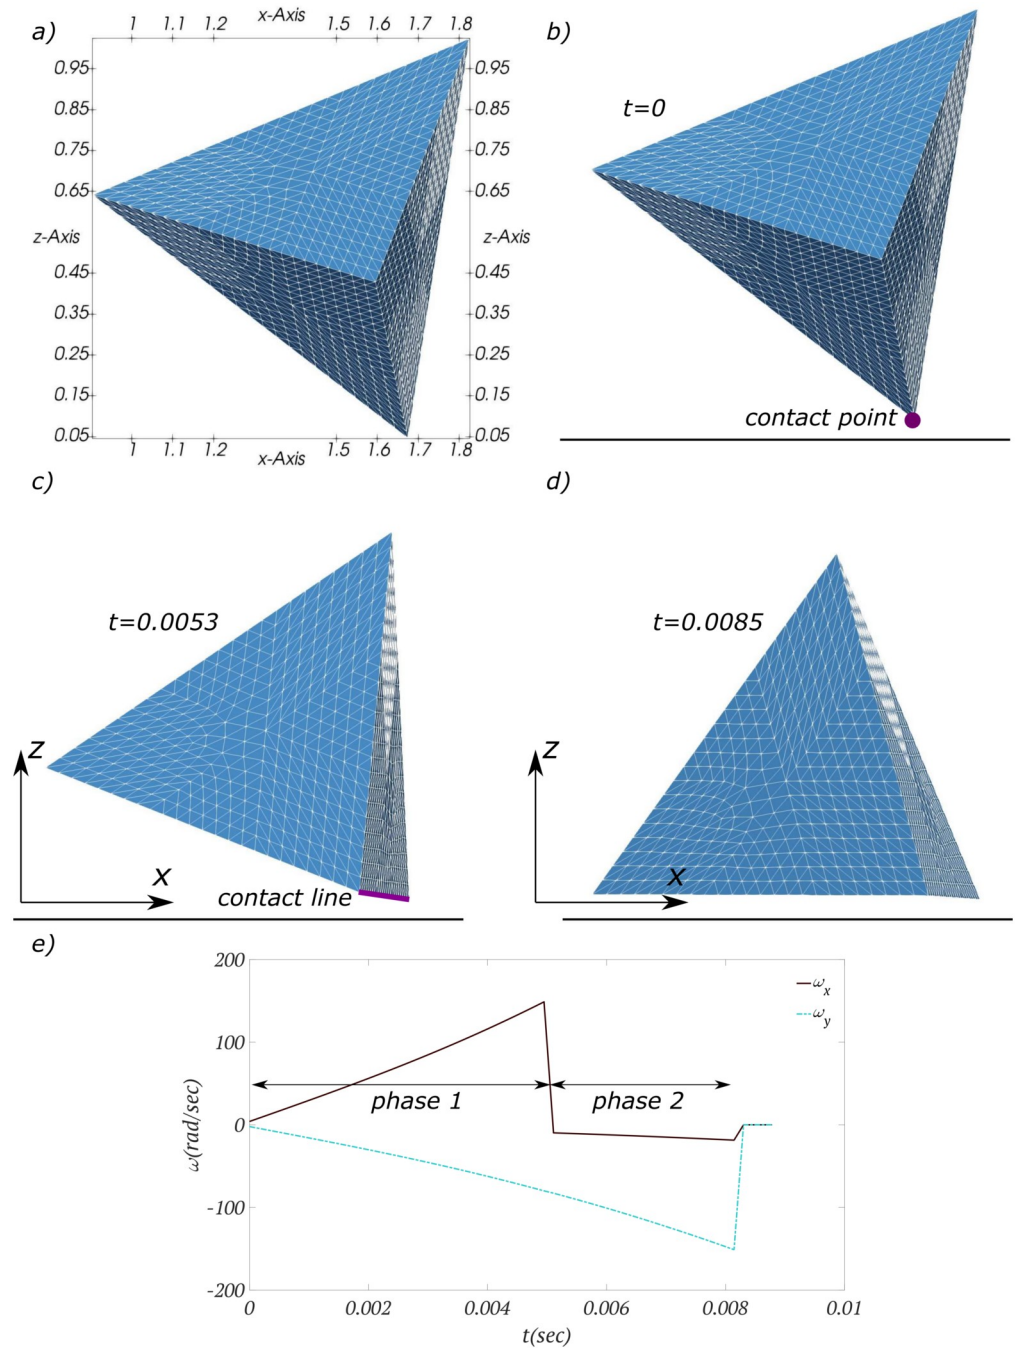 a)
x-Axis
1 1.1 1.2 1.5 1.6 1.7 1.8
0.95 0.95
0.85 0.85
0.75 0.75
0.65 0.65
z-Axis z-Axis
0.45 0.45
0.35 0.35
0.25 0.25
0.15 0.15
0.05 0.05
1 1.1 1.2 1.5 1.6 1.7 1.8
x-Axis
b)
t=0
contact point
c)
t=0.0053
z
x
contact line
d)
t=0.0085
z
x
e)
200
100
0
-100
-200
ω(rad/sec)
ωx
ωy
phase 1
phase 2
0 0.002 0.004 0.006 0.008 0.01
t(sec)